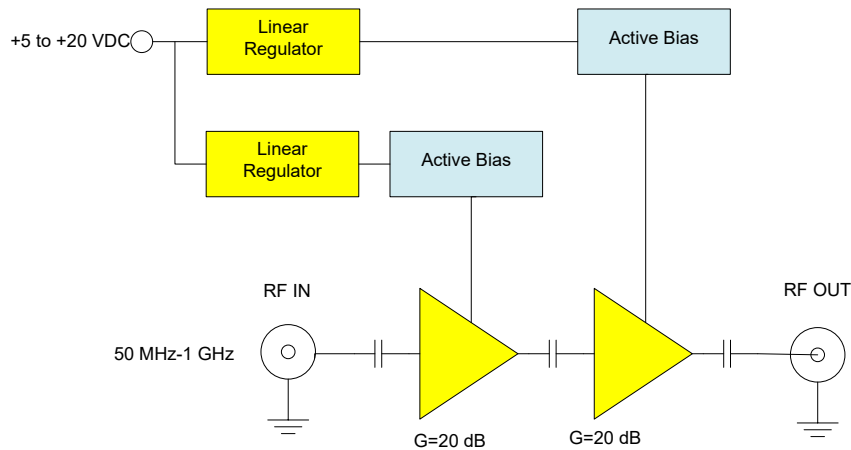 +5 to +20 VDC
Linear
Regulator
Active Bias
Linear
Regulator
Active Bias
RF IN
RF OUT
50 MHz-1 GHz
G=20 dB
G=20 dB